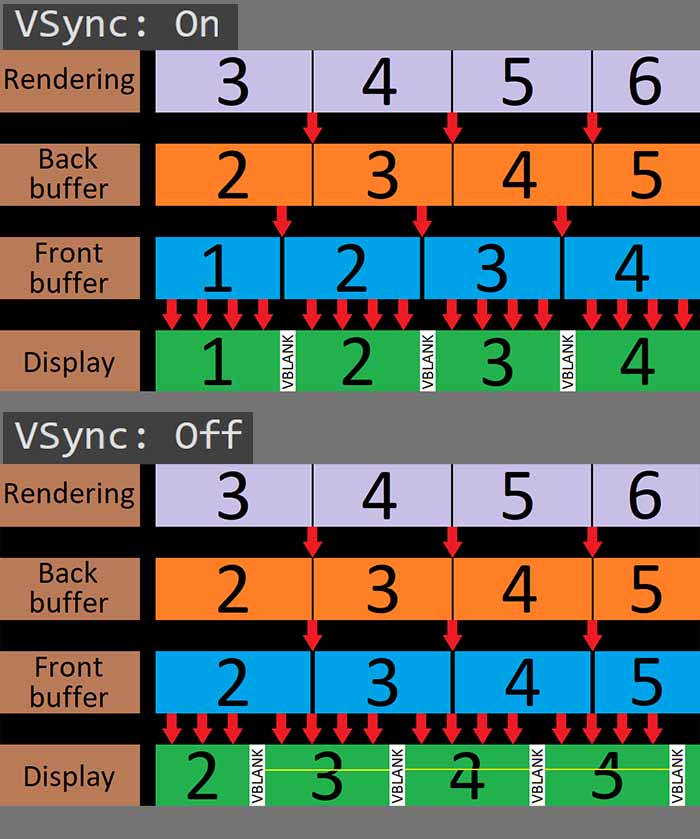 VSync: On
Rendering 3 4 5 6
Back buffer 2 3 4 5
Front buffer 1 2 3 4
Display 1 VBLANK 2 VBLANK 3 VBLANK 4
VSync: Off
Rendering 3 4 5 6
Back buffer 2 3 4 5
Front buffer 2 3 4 5
Display 2 VBLANK 3 VBLANK 4 VBLANK VBLANK